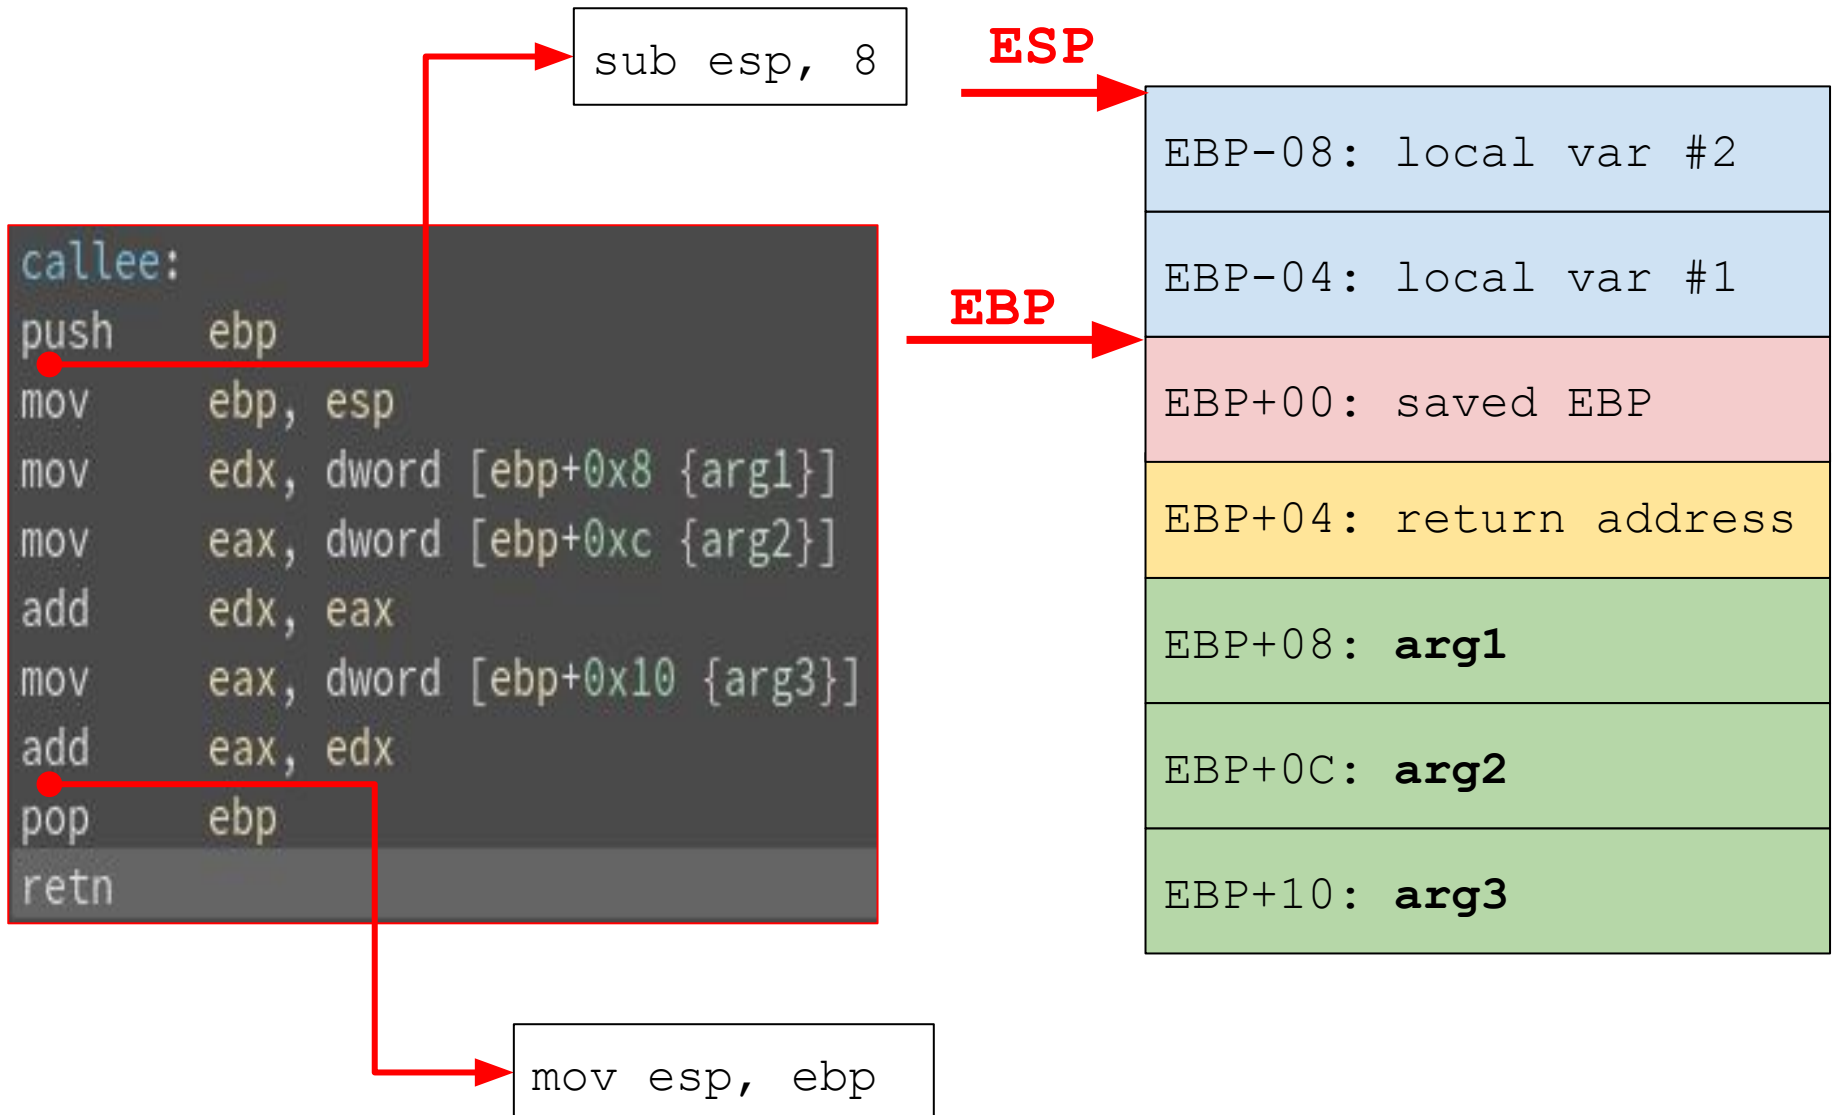 sub esp, 8
ESP
EBP-08: local var #2
EBP-04: local var #1
EBP
EBP+00: saved EBP
EBP+04: return address
EBP+08: arg1
EBP+0C: arg2
EBP+10: arg3
callee:
push ebp
mov ebp, esp
mov edx, dword [ebp+0x8 {arg1}]
mov eax, dword [ebp+0xc {arg2}]
add edx, eax
mov eax, dword [ebp+0x10 {arg3}]
add eax, edx
pop ebp
retn
mov esp, ebp